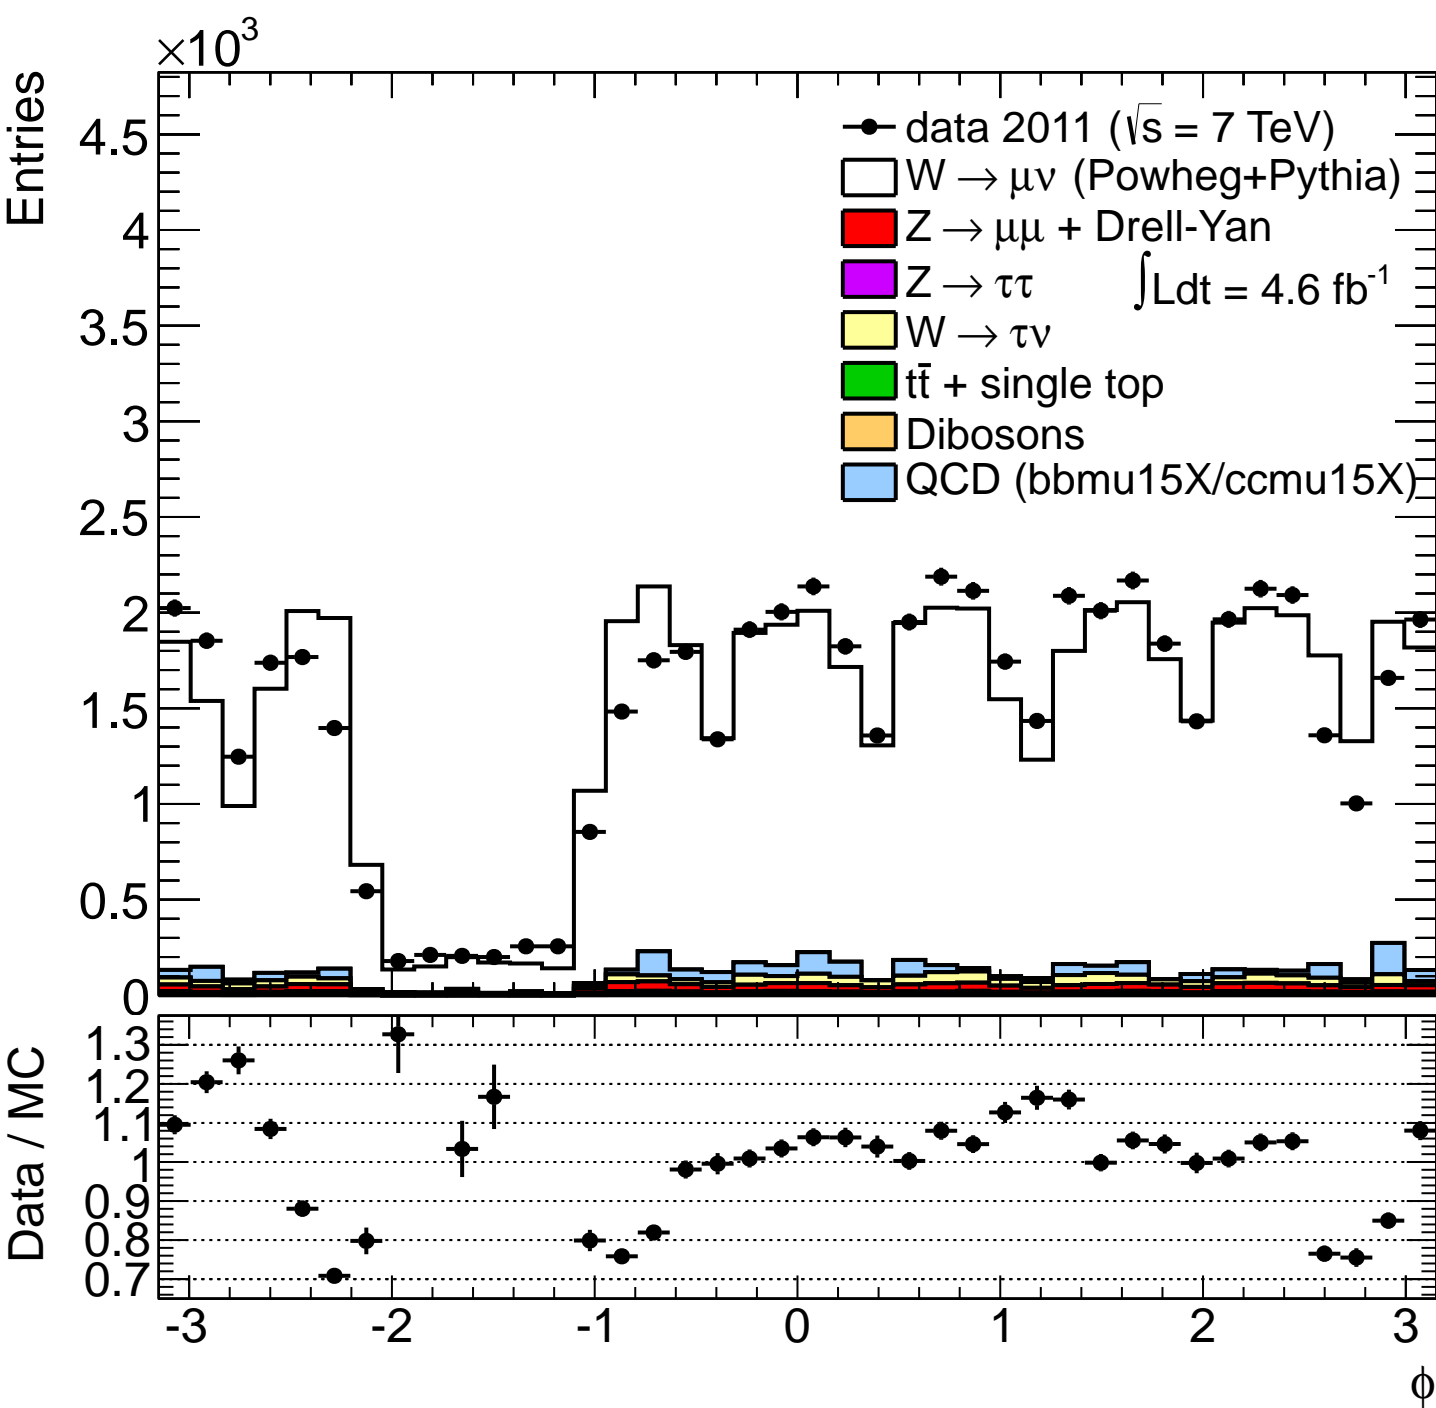 ×10³
Entries
4.5
4
3.5
3
2.5
2
1.5
1
0.5
0
data 2011 (√s = 7 TeV)
W → μν (Powheg+Pythia)
Z → μμ + Drell-Yan
Z → ττ
∫Ldt = 4.6 fb⁻¹
W → τν
tt̄ + single top
Dibosons
QCD (bbmu15X/ccmu15X)
Data / MC
1.3
1.2
1.1
1
0.9
0.8
0.7
-3 -2 -1 0 1 2 3
ϕ